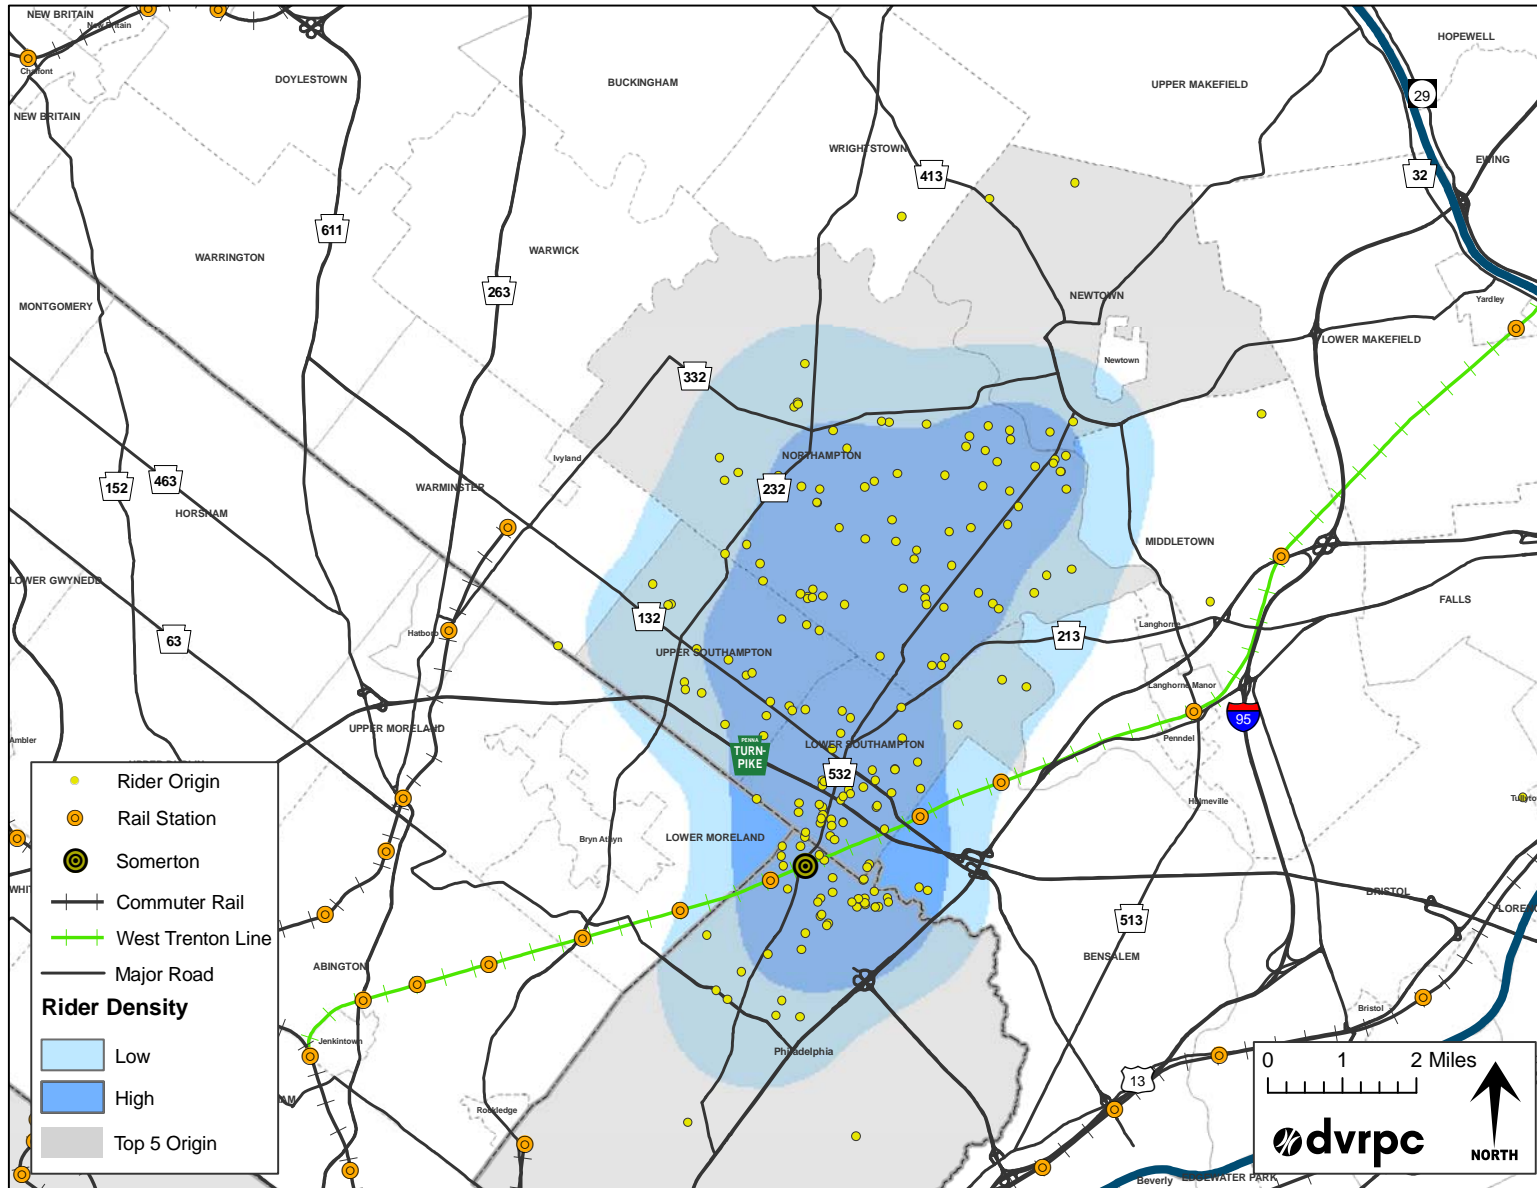 NEW BRITAIN
New Britain
Chalfont
DOYLESTOWN
BUCKINGHAM
UPPER MAKEFIELD
HOPEWELL
29
NEW BRITAIN
WRIGHTSTOWN
413
32
EWING
611
WARRINGTON
WARWICK
263
MONTGOMERY
NEWTOWN
Yardley
LOWER MAKEFIELD
Newtown
332
NORTHAMPTON
Ivyland
232
463
152
WARMINSTER
HORSHAM
MIDDLETOWN
LOWER GWYNEDD
FALLS
132
63
Hatboro
Langhorne
213
UPPER SOUTHAMPTON
Langhorne Manor
95
UPPER MORELAND
Penndel
Ambler
LOWER SOUTHAMPTON
PENNA
TURN-
PIKE
532
Hulmeville
LOWER MORELAND
Bryn Athyn
BRISTOL
513
BENSALEM
ABINGTON
Bristol
Jenkintown
Philadelphia
13
Rockledge
Beverly
EDGEWATER PARK
Rider Origin
Rail Station
Somerton
Commuter Rail
West Trenton Line
Major Road
Rider Density
Low
High
Top 5 Origin
0 1 2 Miles
dvrpc
NORTH